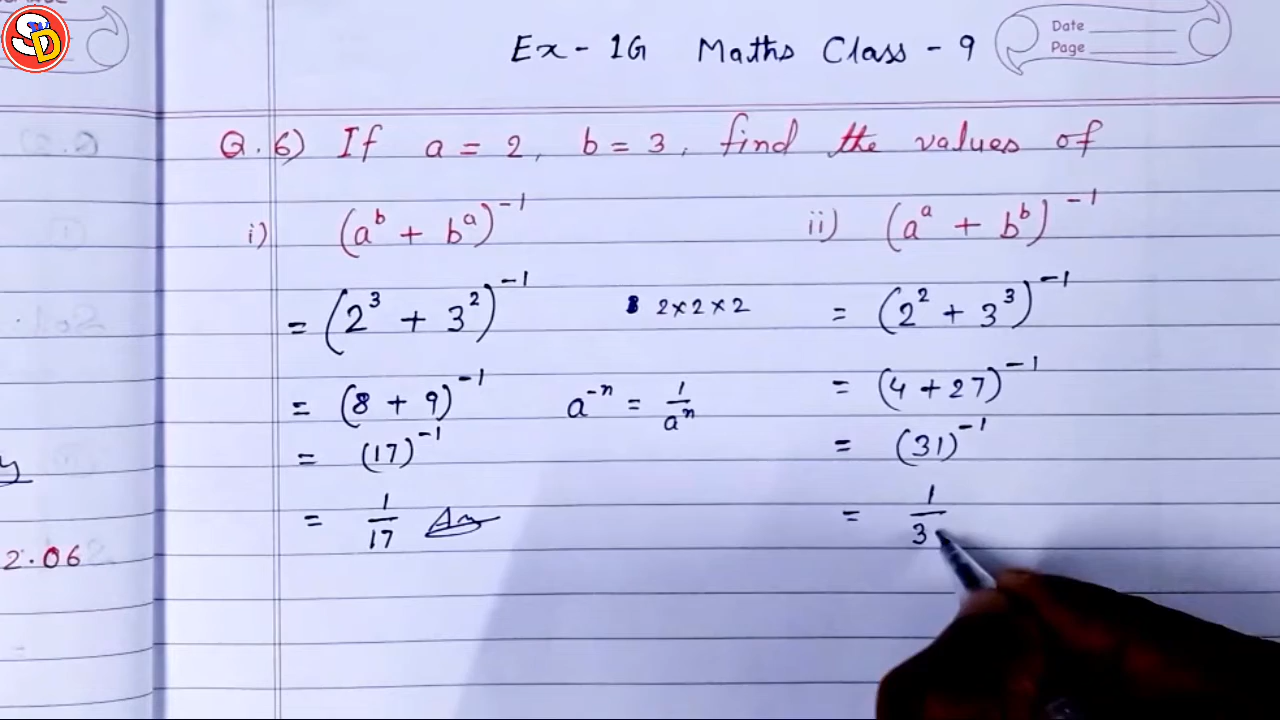 SD
Date
Page
Ex - 1G Maths Class - 9
Q.6) If a = 2, b = 3, find the values of
i) (a^b + b^a)^-1 ii) (a^a + b^b)^-1
= (2^3 + 3^2)^-1 8 2×2×2 = (2^2 + 3^3)^-1
= (8 + 9)^-1 a^-n = 1/a^n = (4 + 27)^-1
= (17)^-1 = (31)^-1
= 1/17 Ans = 1/3
2.06